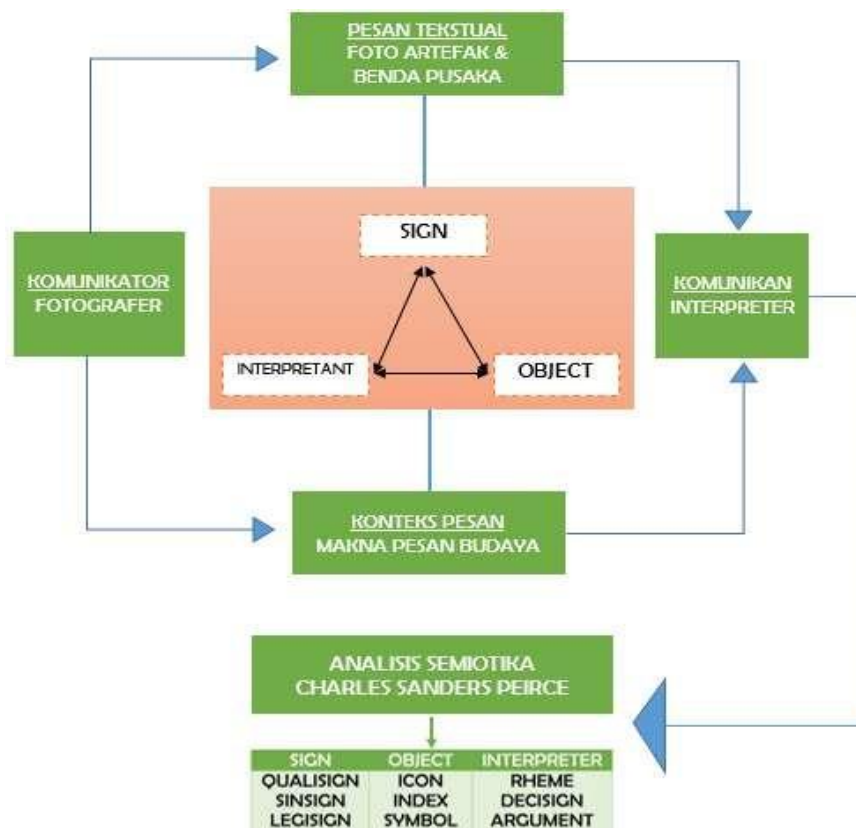 PESAN TEKSTUAL
FOTO ARTEFAK &
BENDA PUSAKA
SIGN
KOMUNIKATOR
FOTOGRAFER
KOMUNIKAN
INTERPRETER
INTERPRETANT
OBJECT
KONTEKS PESAN
MAKNA PESAN BUDAYA
ANALISIS SEMIOTIKA
CHARLES SANDERS PEIRCE
SIGN OBJECT INTERPRETER
QUALISIGN ICON RHEME
SINSIGN INDEX DECISIGN
LEGISIGN SYMBOL ARGUMENT